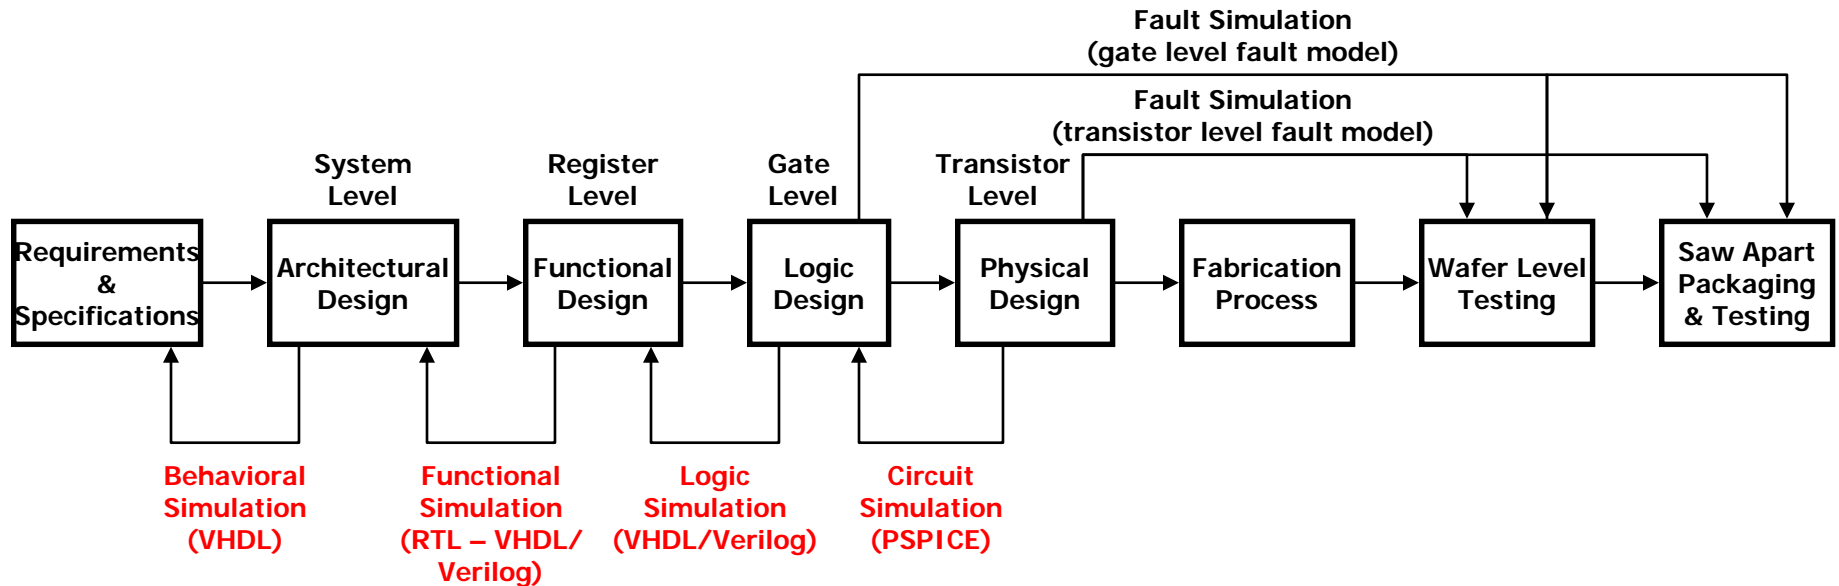 Fault Simulation
(gate level fault model)
Fault Simulation
(transistor level fault model)
System
Level
Register
Level
Gate
Level
Transistor
Level
Requirements
&
Specifications
Architectural
Design
Functional
Design
Logic
Design
Physical
Design
Fabrication
Process
Wafer Level
Testing
Saw Apart
Packaging
& Testing
Behavioral
Simulation
(VHDL)
Functional
Simulation
(RTL – VHDL/
Verilog)
Logic
Simulation
(VHDL/Verilog)
Circuit
Simulation
(PSPICE)